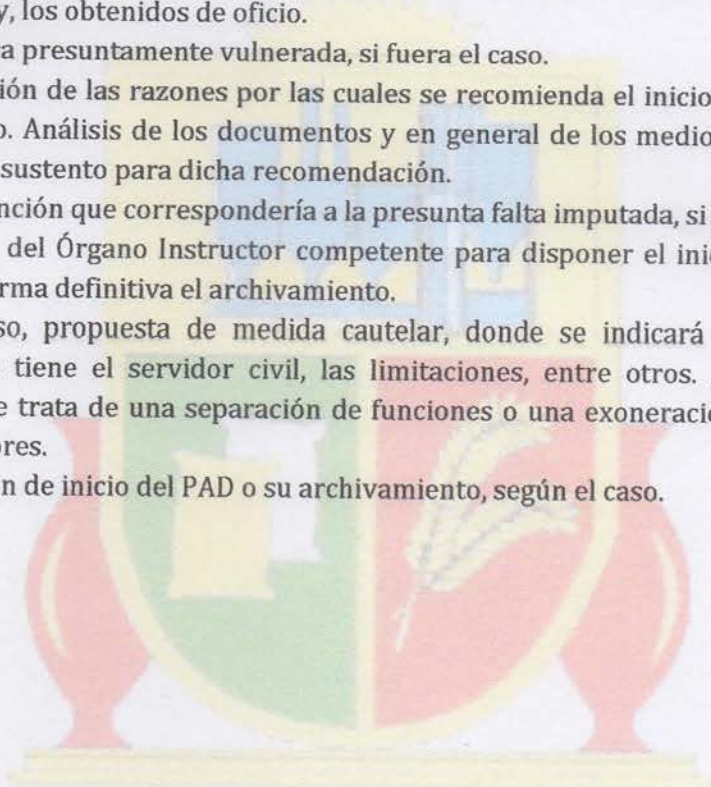 y, los obtenidos de oficio.
a presuntamente vulnerada, si fuera el caso.
ión de las razones por las cuales se recomienda el inicio
o. Análisis de los documentos y en general de los medio
sustento para dicha recomendación.
nción que correspondería a la presunta falta imputada, si
del Órgano Instructor competente para disponer el ini
rma definitiva el archivamiento.
so, propuesta de medida cautelar, donde se indicará
tiene el servidor civil, las limitaciones, entre otros.
e trata de una separación de funciones o una exoneraci
ores.
n de inicio del PAD o su archivamiento, según el caso.